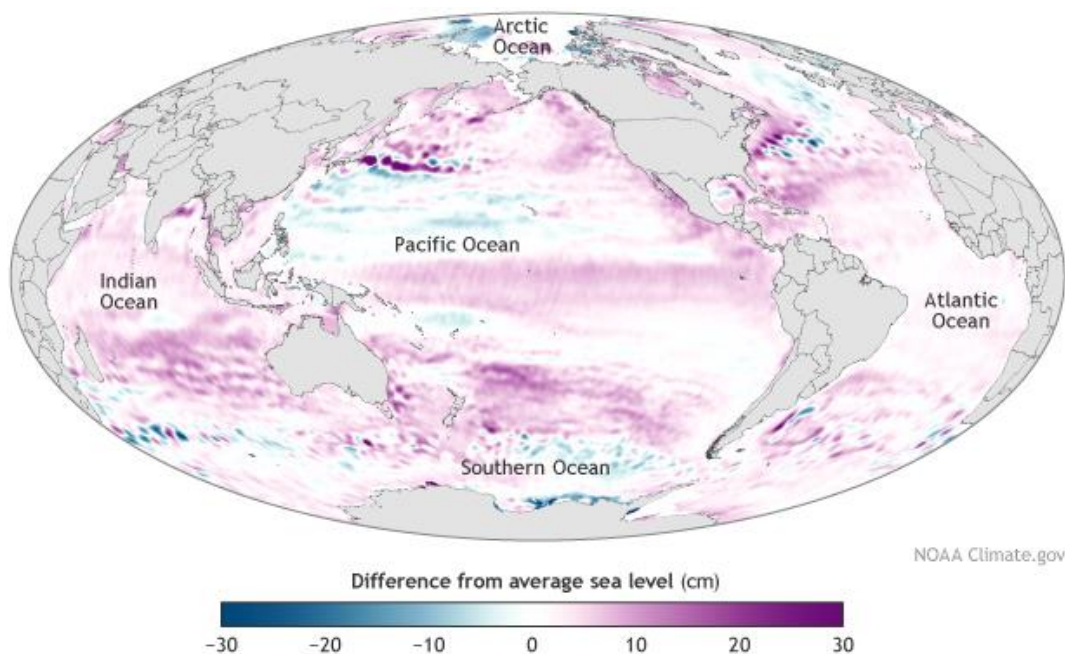 Arctic
Ocean
Pacific Ocean
Indian
Ocean
Atlantic
Ocean
Southern Ocean
NOAA Climate.gov
Difference from average sea level (cm)
−30 −20 −10 0 10 20 30